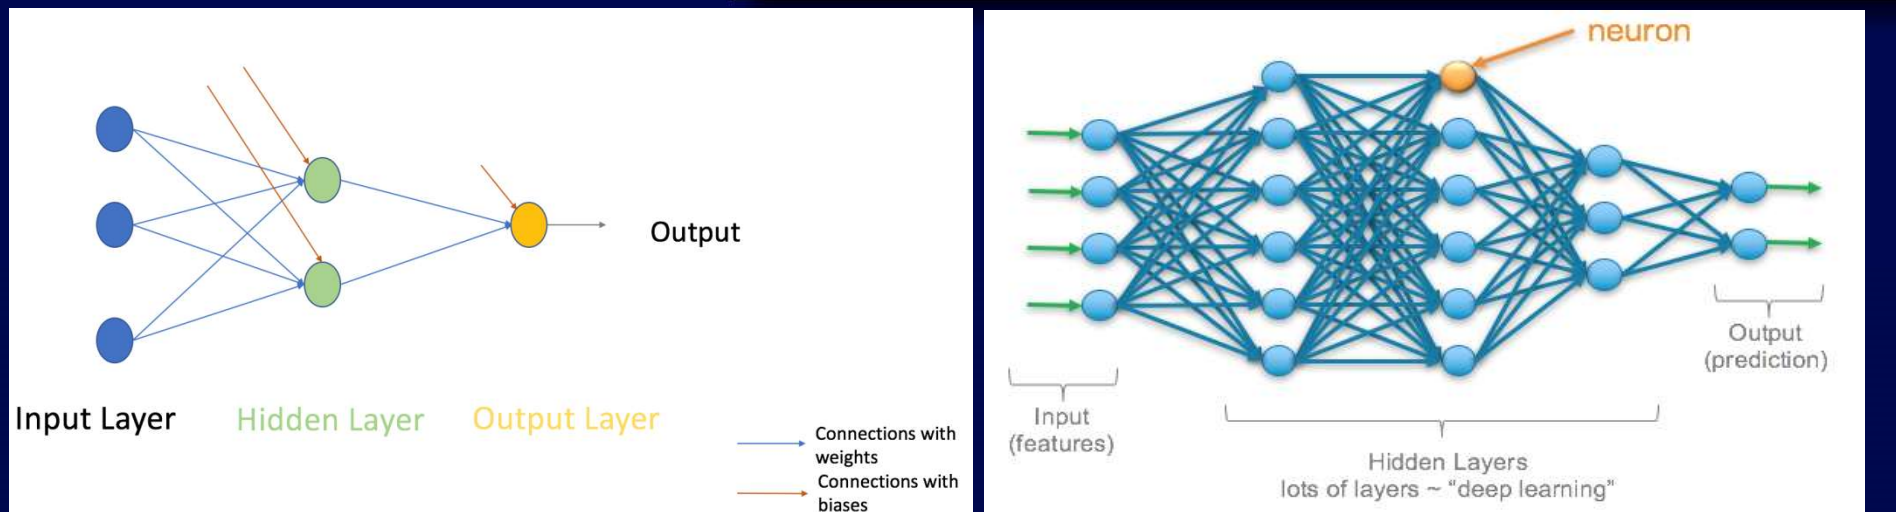 Output
Input Layer
Hidden Layer
Output Layer
Connections with
weights
Connections with
biases
neuron
Input
(features)
Hidden Layers
lots of layers ~ “deep learning”
Output
(prediction)